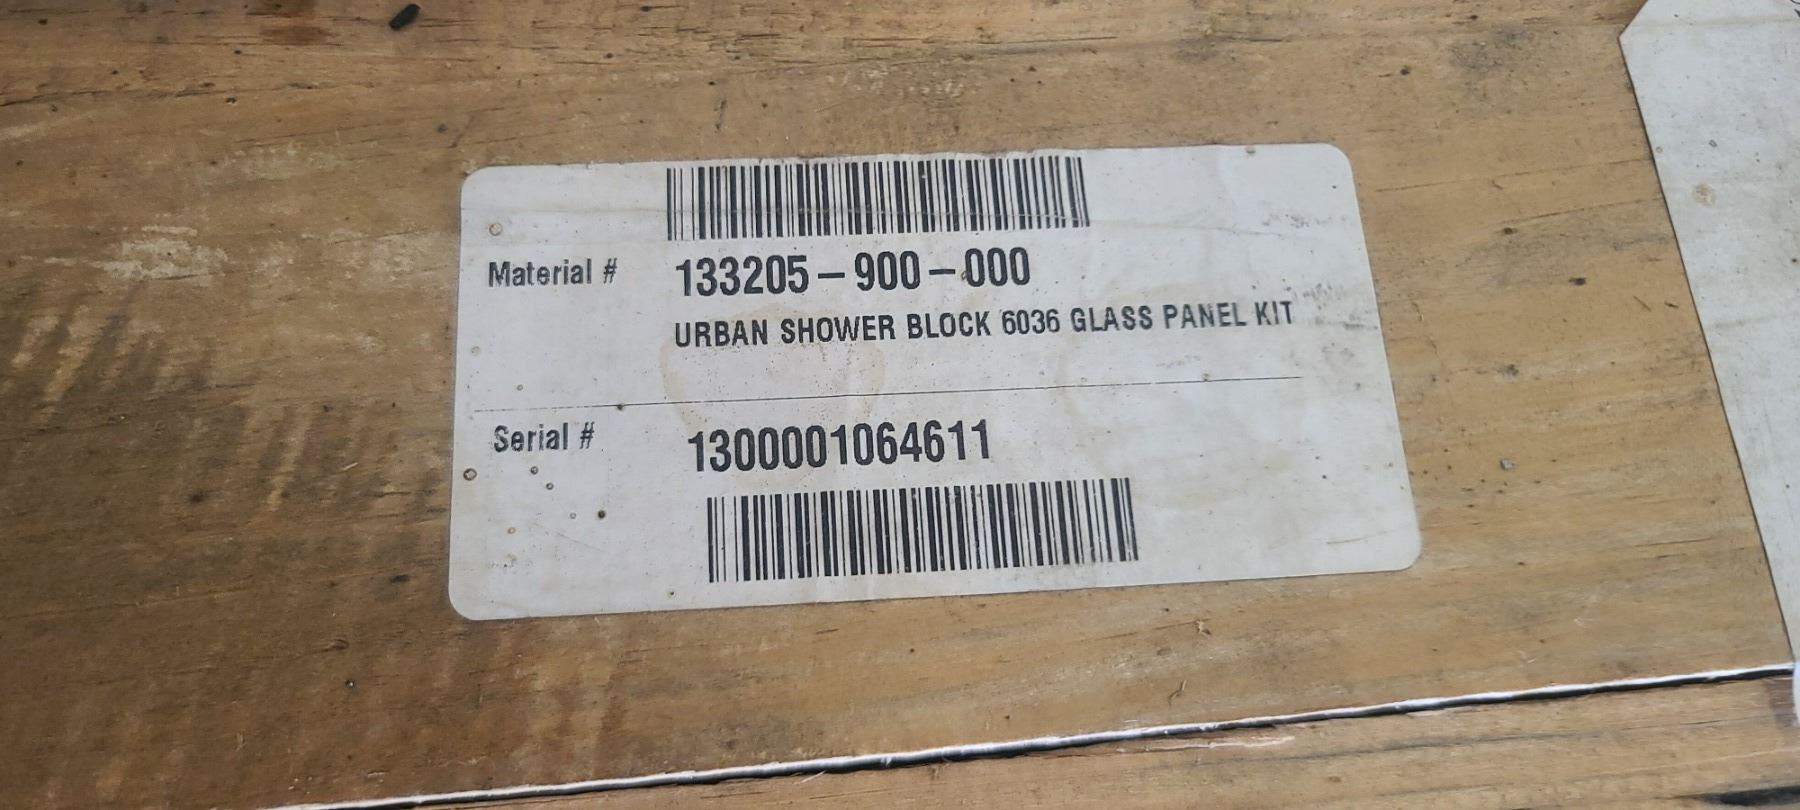 Material # 133205-900-000
URBAN SHOWER BLOCK 6036 GLASS PANEL KIT
Serial # 1300001064611